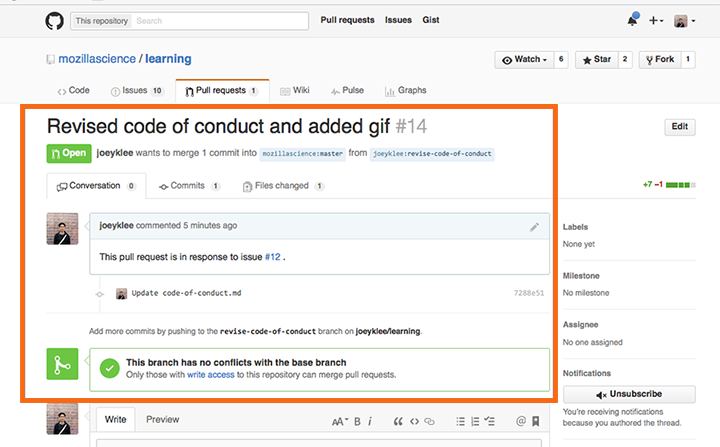 This repository Search Pull requests Issues Gist
mozillascience / learning
Watch 6 Star 2 Fork 1
Code Issues 10 Pull requests 1 Wiki Pulse Graphs
Revised code of conduct and added gif #14
Edit
Open joeyklee wants to merge 1 commit into mozillascience:master from joeyklee:revise-code-of-conduct
Conversation 0 Commits 1 Files changed 1
+7 −1
joeyklee commented 5 minutes ago
This pull request is in response to issue #12 .
Update code-of-conduct.md 7288e51
Add more commits by pushing to the revise-code-of-conduct branch on joeyklee/learning.
This branch has no conflicts with the base branch
Only those with write access to this repository can merge pull requests.
Write Preview
AA B i “ <> @
Labels
None yet
Milestone
No milestone
Assignee
No one assigned
Notifications
Unsubscribe
You're receiving notifications
because you authored the thread.